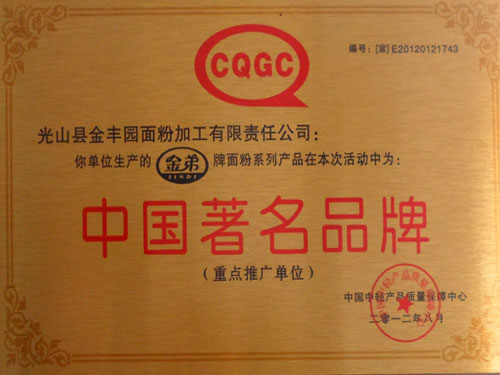 CQGC
编号：[宣]E20120121743
光山县金丰园面粉加工有限责任公司：
你单位生产的 金弟 JINDI 牌面粉系列产品在本次活动中为：
中国著名品牌
（重点推广单位）
中国中轻产品质量保障中心
二零一二年八月